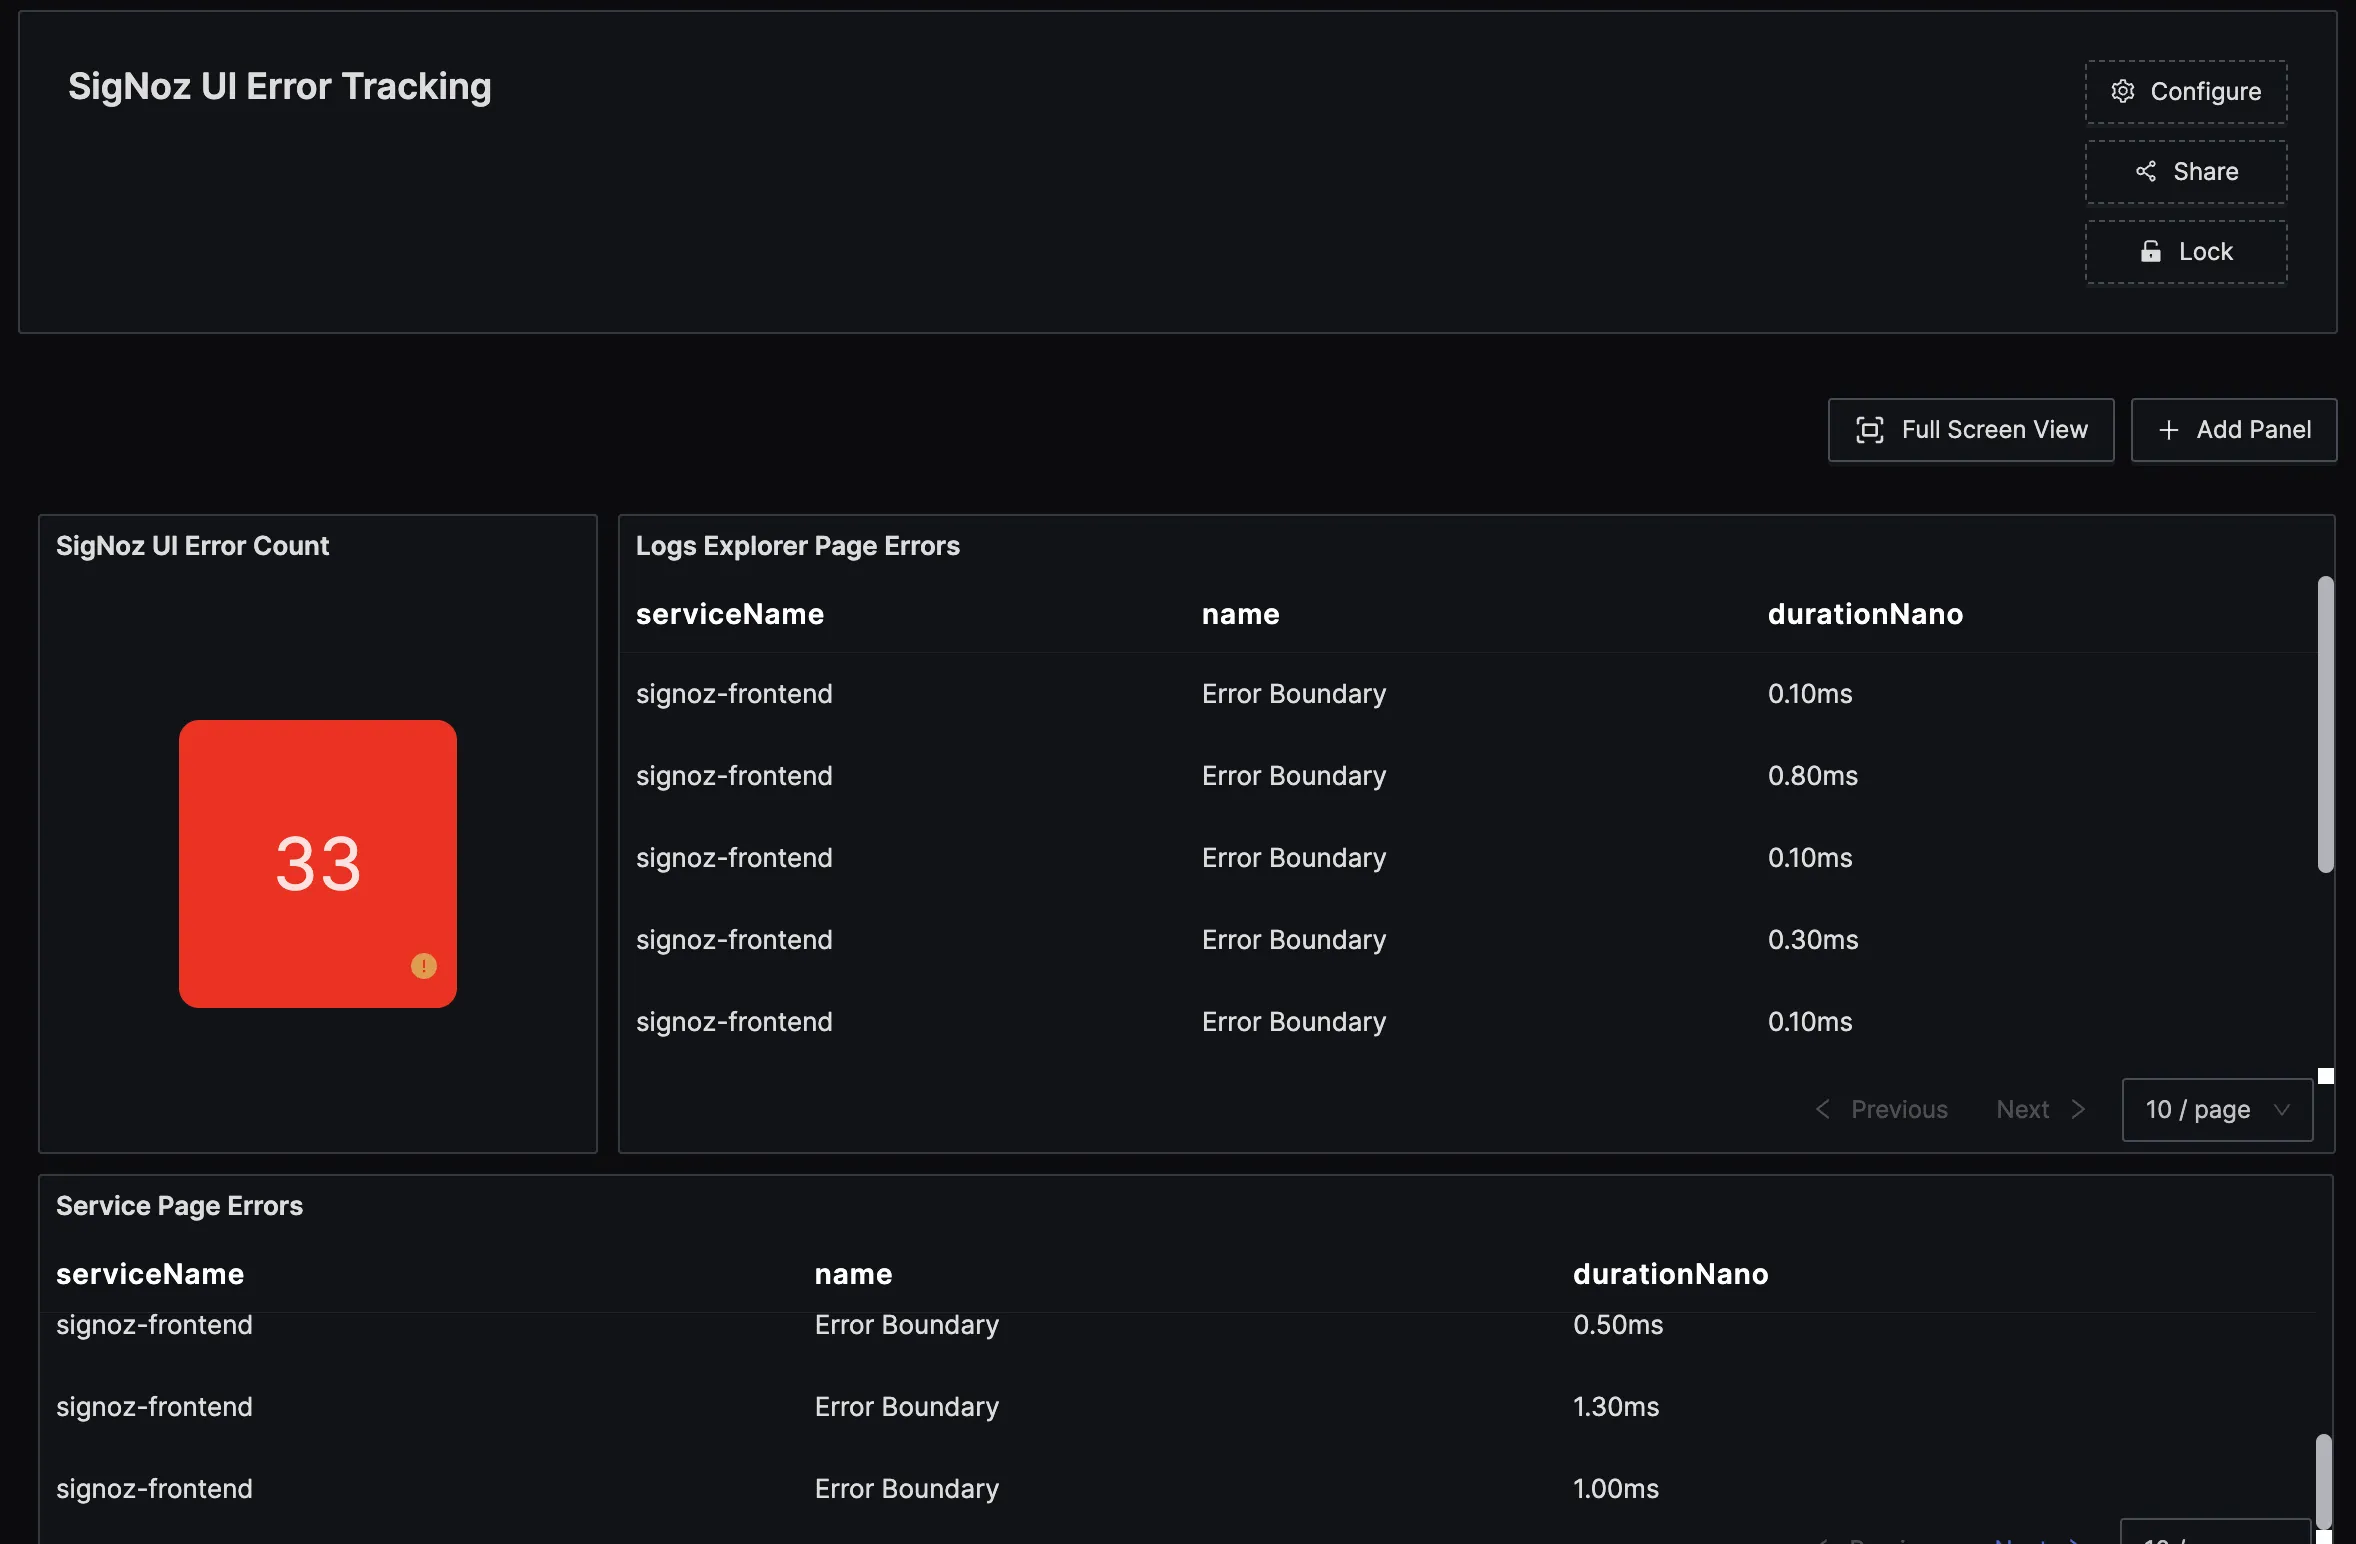 SigNoz UI Error Tracking
Configure
Share
Lock
Full Screen View
Add Panel
SigNoz UI Error Count
33
!
Logs Explorer Page Errors
serviceName name durationNano
signoz-frontend Error Boundary 0.10ms
signoz-frontend Error Boundary 0.80ms
signoz-frontend Error Boundary 0.10ms
signoz-frontend Error Boundary 0.30ms
signoz-frontend Error Boundary 0.10ms
Previous Next 10 / page
Service Page Errors
serviceName name durationNano
signoz-frontend Error Boundary 0.50ms
signoz-frontend Error Boundary 1.30ms
signoz-frontend Error Boundary 1.00ms